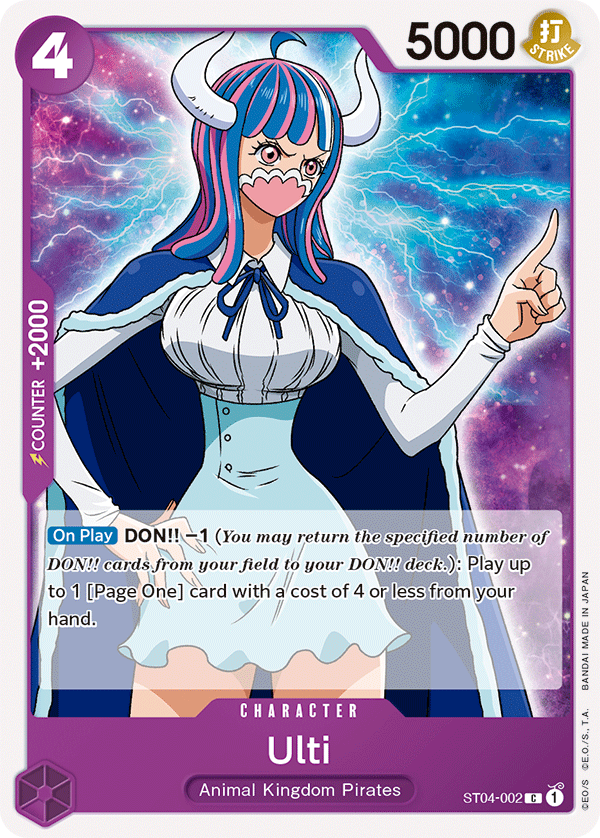 4
5000
打
STRIKE
COUNTER +2000
On Play DON!! −1 (You may return the specified number of
DON!! cards from your field to your DON!! deck.): Play up
to 1 [Page One] card with a cost of 4 or less from your
hand.
CHARACTER
Ulti
Animal Kingdom Pirates
ST04-002 C 1
©EO/S ©E.O./S., T.A. BANDAI MADE IN JAPAN